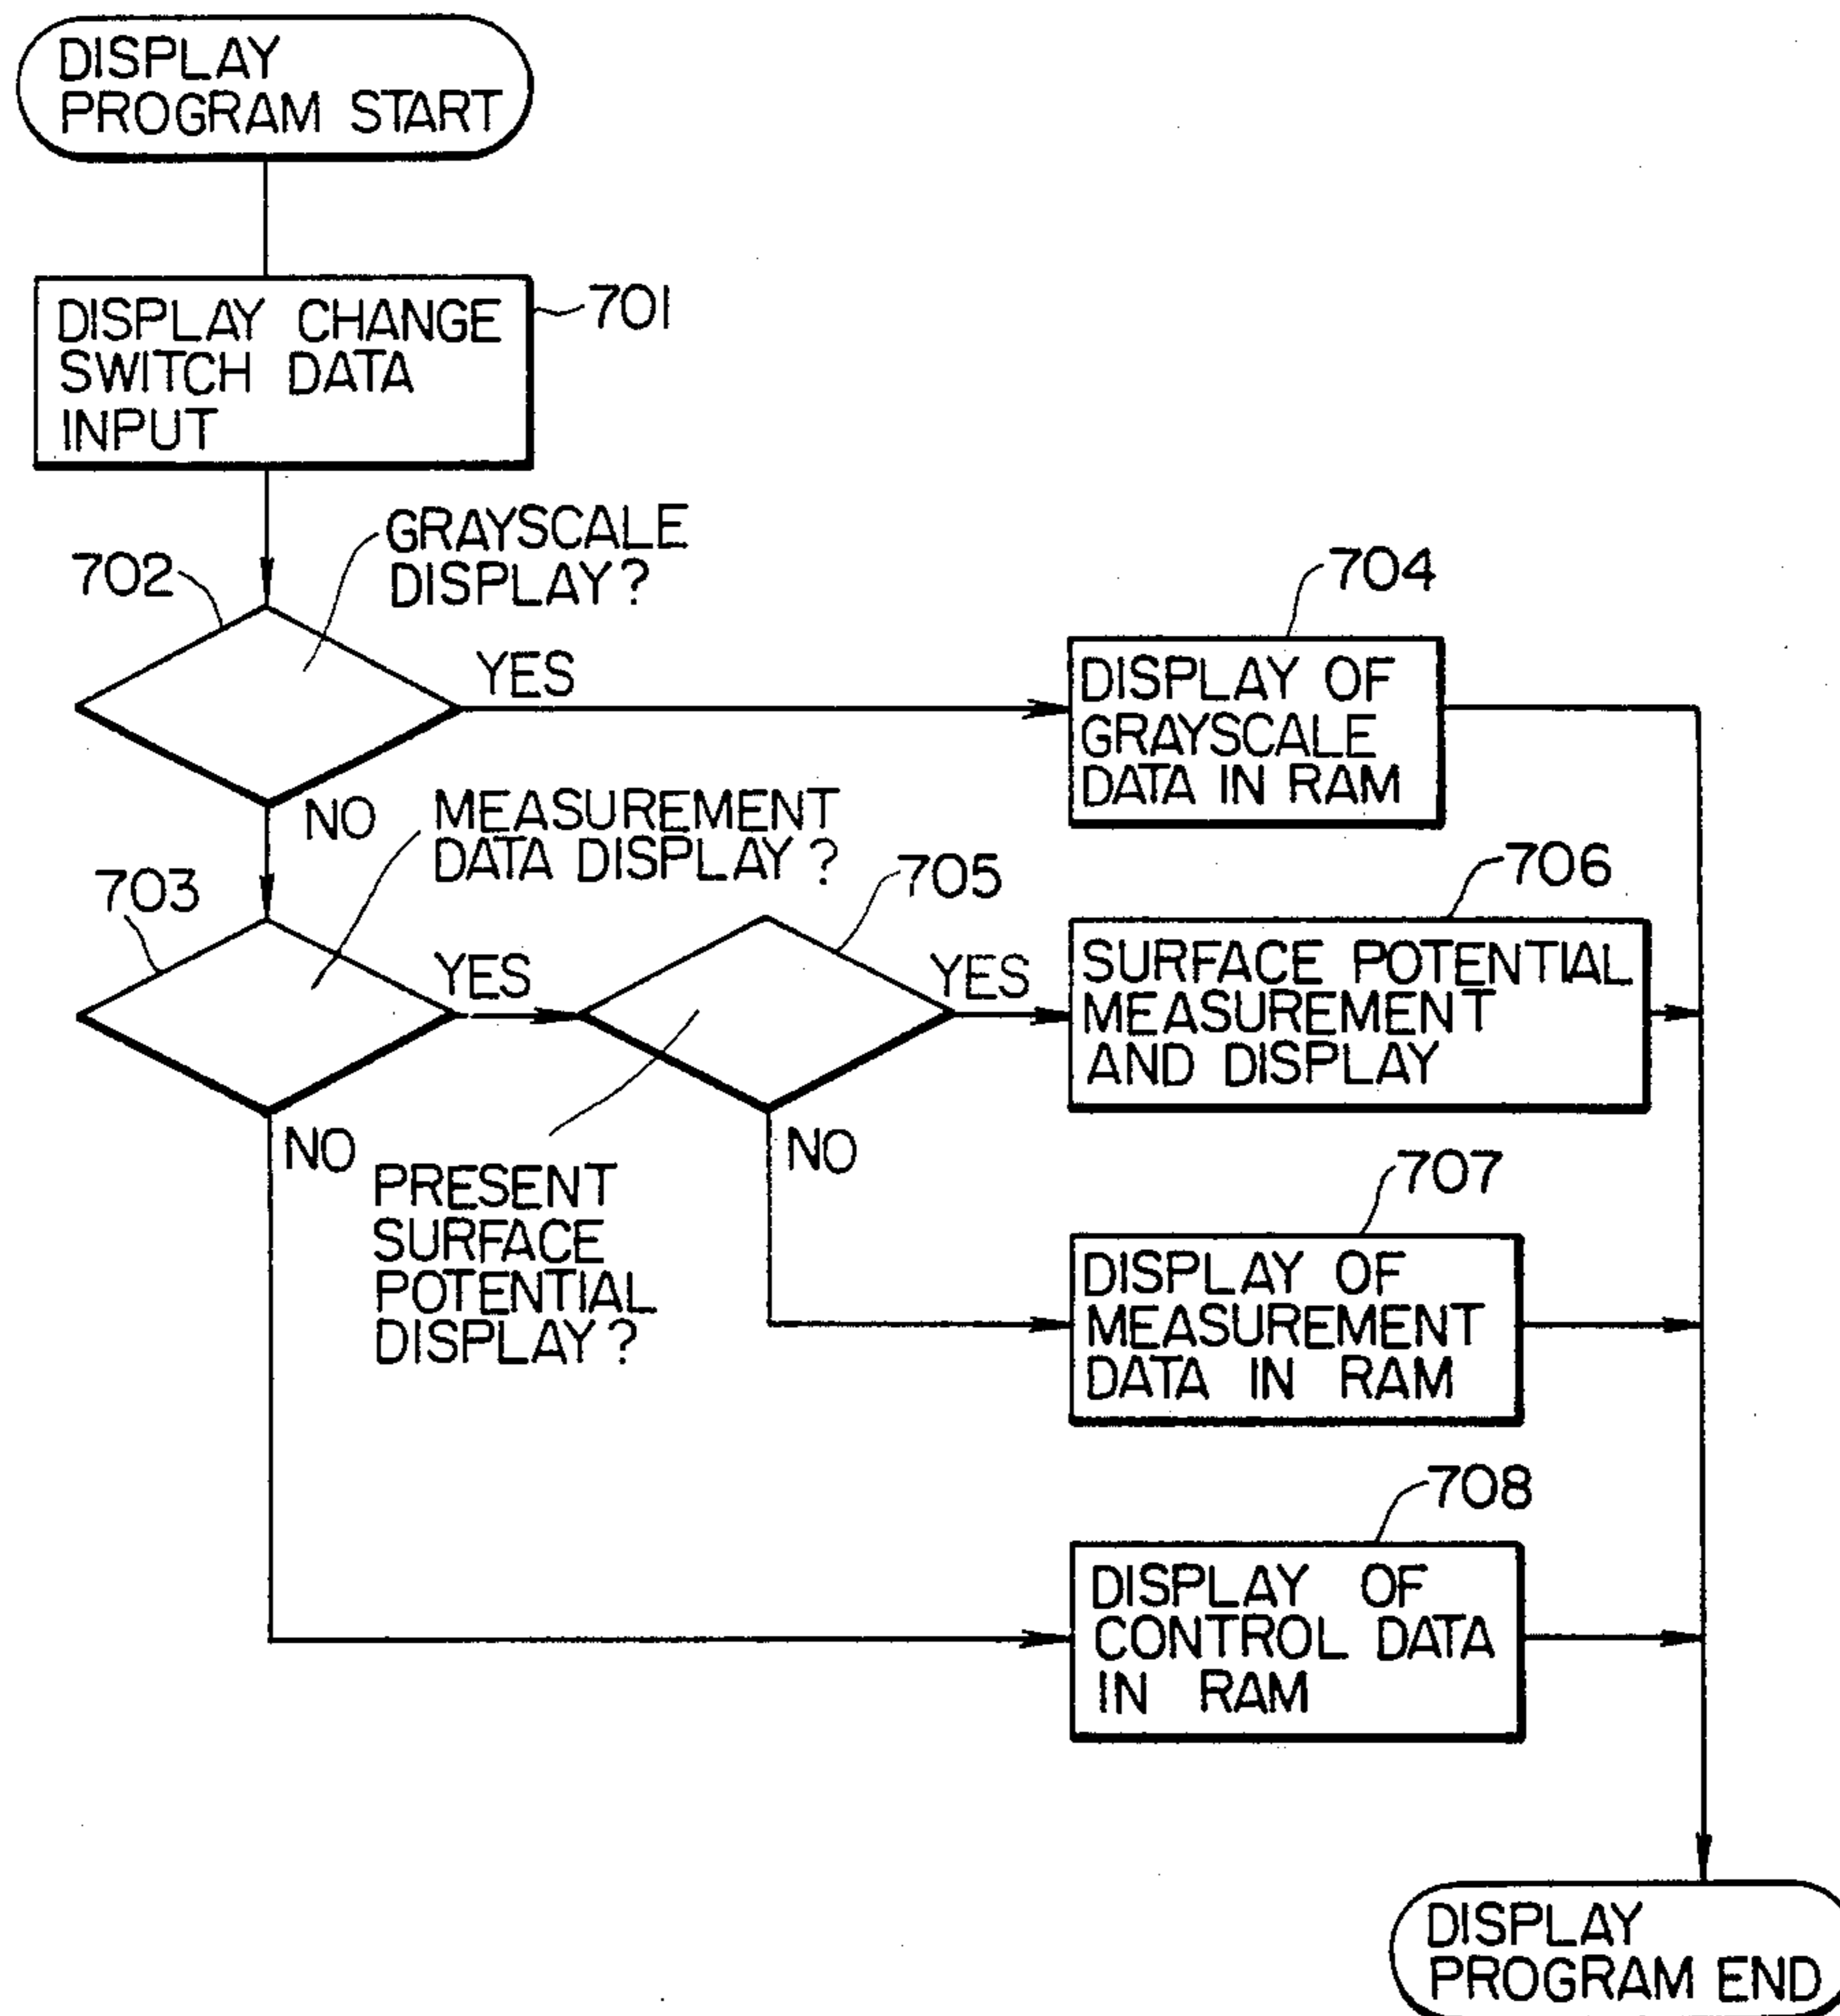 DISPLAY
PROGRAM START
DISPLAY CHANGE
SWITCH DATA
INPUT
701
GRAYSCALE
DISPLAY?
702
YES
704
DISPLAY OF
GRAYSCALE
DATA IN RAM
NO
MEASUREMENT
DATA DISPLAY?
703
YES
705
YES
706
SURFACE POTENTIAL
MEASUREMENT
AND DISPLAY
NO
PRESENT
SURFACE
POTENTIAL
DISPLAY?
NO
707
DISPLAY OF
MEASUREMENT
DATA IN RAM
708
DISPLAY OF
CONTROL DATA
IN RAM
DISPLAY
PROGRAM END